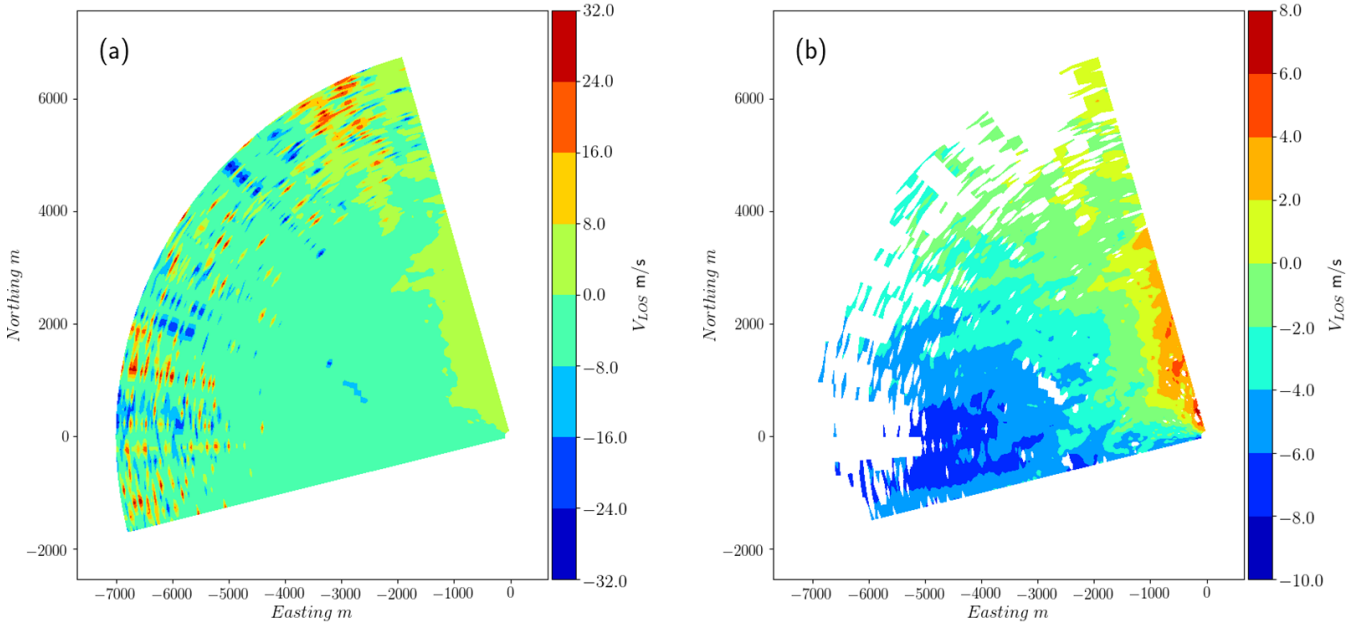 (a)
6000
4000
2000
0
−2000
−7000 −6000 −5000 −4000 −3000 −2000 −1000 0
Easting m
Northing m
32.0
24.0
16.0
8.0
0.0
−8.0
−16.0
−24.0
−32.0
V_LOS m/s
(b)
6000
4000
2000
0
−2000
−7000 −6000 −5000 −4000 −3000 −2000 −1000 0
Easting m
Northing m
8.0
6.0
4.0
2.0
0.0
−2.0
−4.0
−6.0
−8.0
−10.0
V_LOS m/s